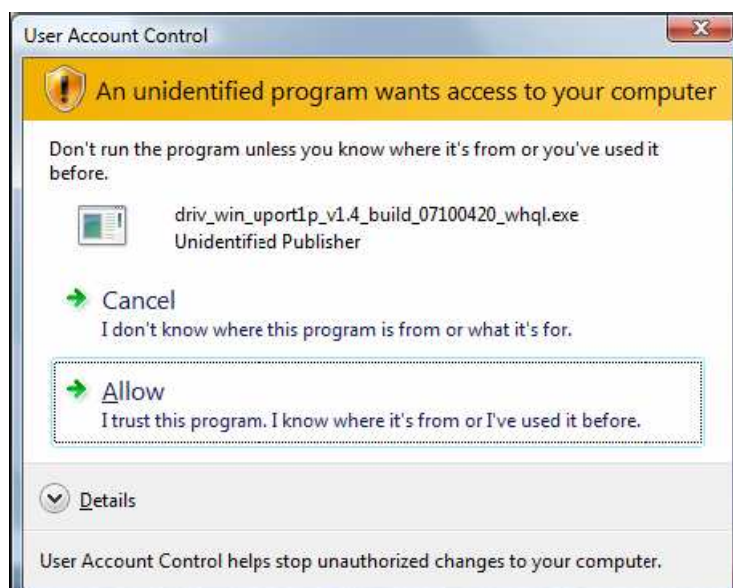 User Account Control
An unidentified program wants access to your computer
Don't run the program unless you know where it's from or you've used it
before.
driv_win_uport1p_v1.4_build_07100420_whql.exe
Unidentified Publisher
Cancel
I don't know where this program is from or what it's for.
Allow
I trust this program. I know where it's from or I've used it before.
Details
User Account Control helps stop unauthorized changes to your computer.